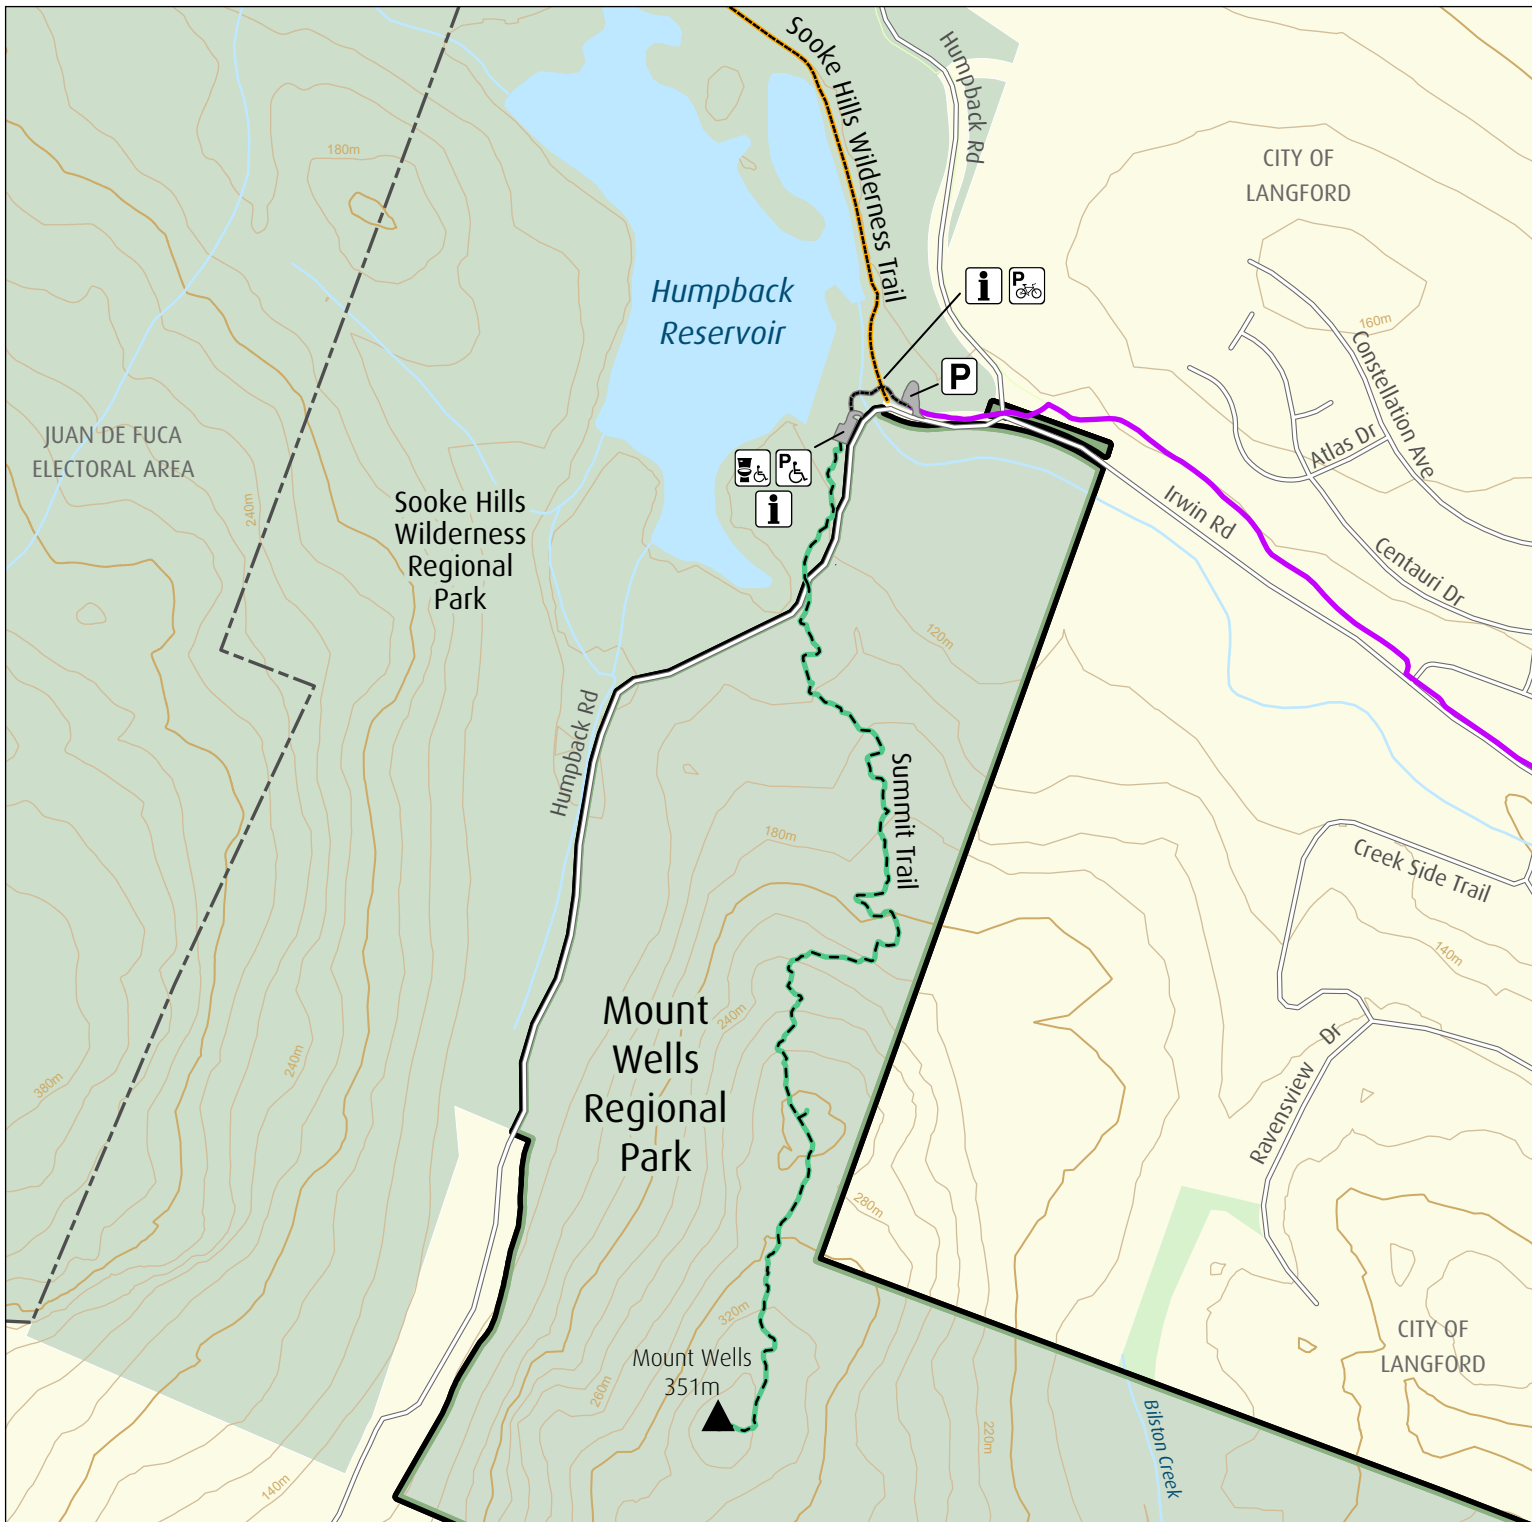 Sooke Hills Wilderness Trail
Humpback Rd
CITY OF
LANGFORD
180m
Humpback
Reservoir
160m
Constellation Ave
P
P
JUAN DE FUCA
ELECTORAL AREA
Atlas Dr
P
240m
Sooke Hills
Wilderness
Regional
Park
Irwin Rd
Centauri Dr
120m
Humpback Rd
Summit Trail
180m
Creek Side Trail
140m
Mount
Wells
Regional
Park
240m
Ravensview Dr
240m
380m
280m
320m
CITY OF
LANGFORD
Mount Wells
351m
260m
220m
Bilston Creek
140m